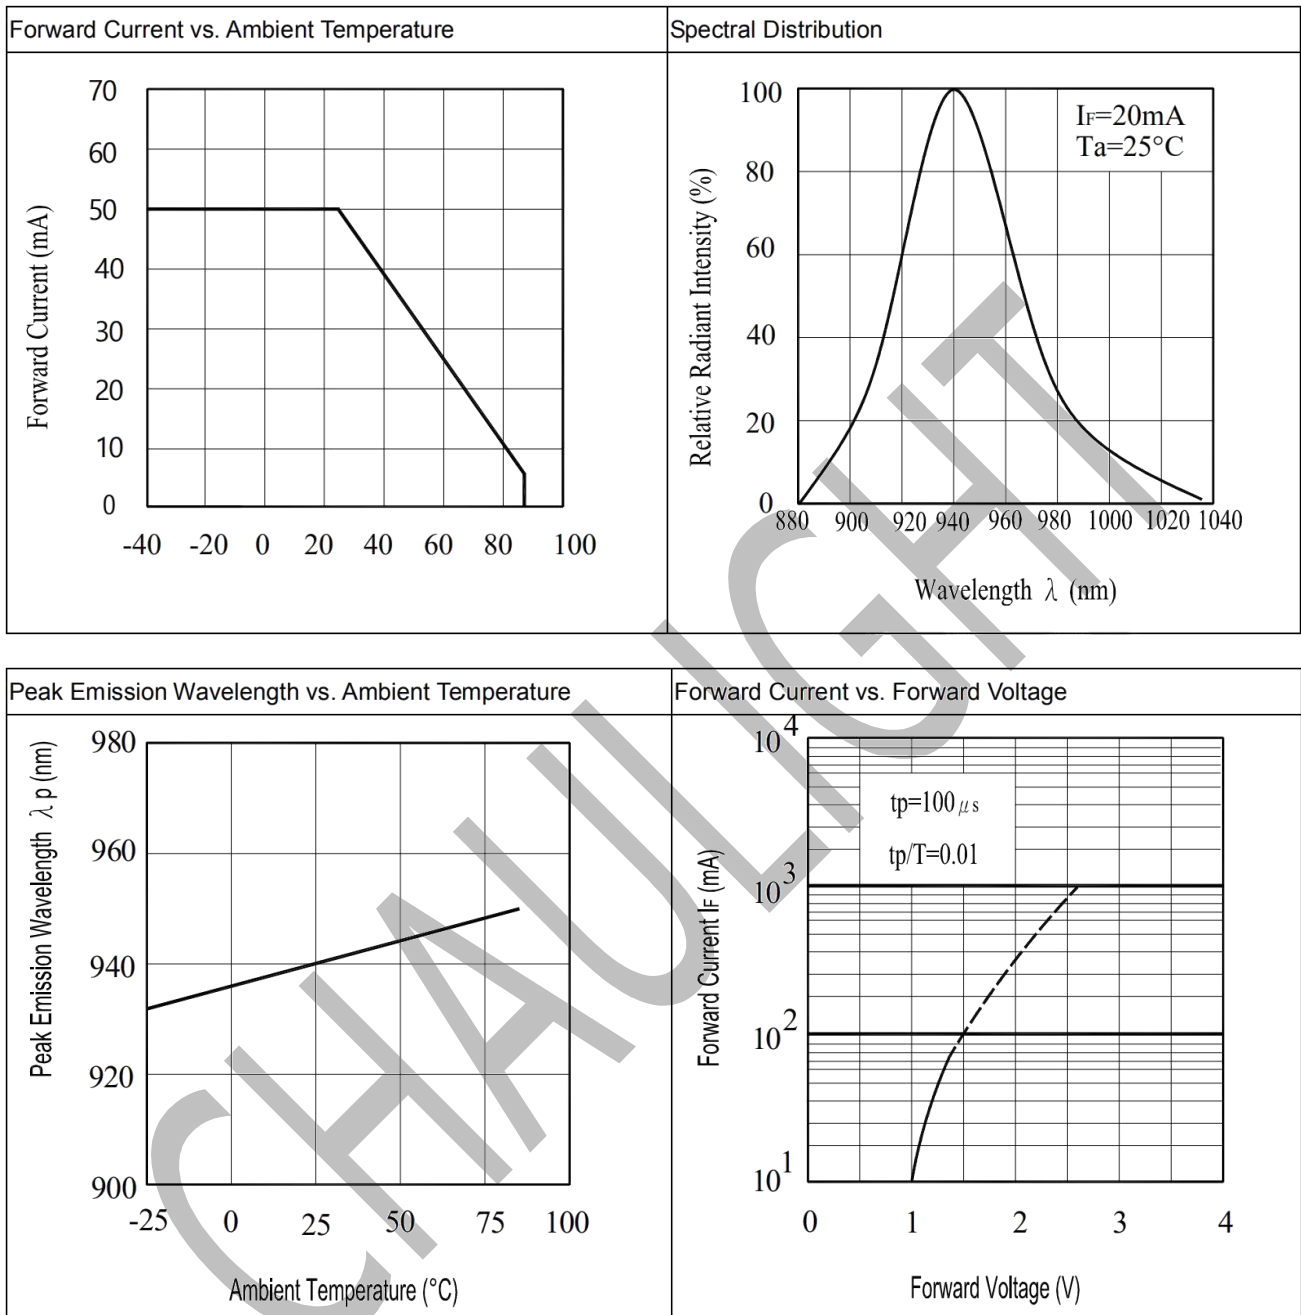 Forward Current vs. Ambient Temperature
Spectral Distribution
70
60
50
40
30
20
10
0
Forward Current (mA)
-40 -20 0 20 40 60 80 100
100
80
60
40
20
0
Relative Radiant Intensity (%)
IF=20mA
Ta=25°C
880 900 920 940 960 980 1000 1020 1040
Wavelength λ (nm)
Peak Emission Wavelength vs. Ambient Temperature
Forward Current vs. Forward Voltage
980
960
940
920
900
Peak Emission Wavelength λ p (nm)
-25 0 25 50 75 100
Ambient Temperature (°C)
10^4
10^3
10^2
10^1
Forward Current IF (mA)
tp=100μs
tp/T=0.01
0 1 2 3 4
Forward Voltage (V)
CHAULIGHT